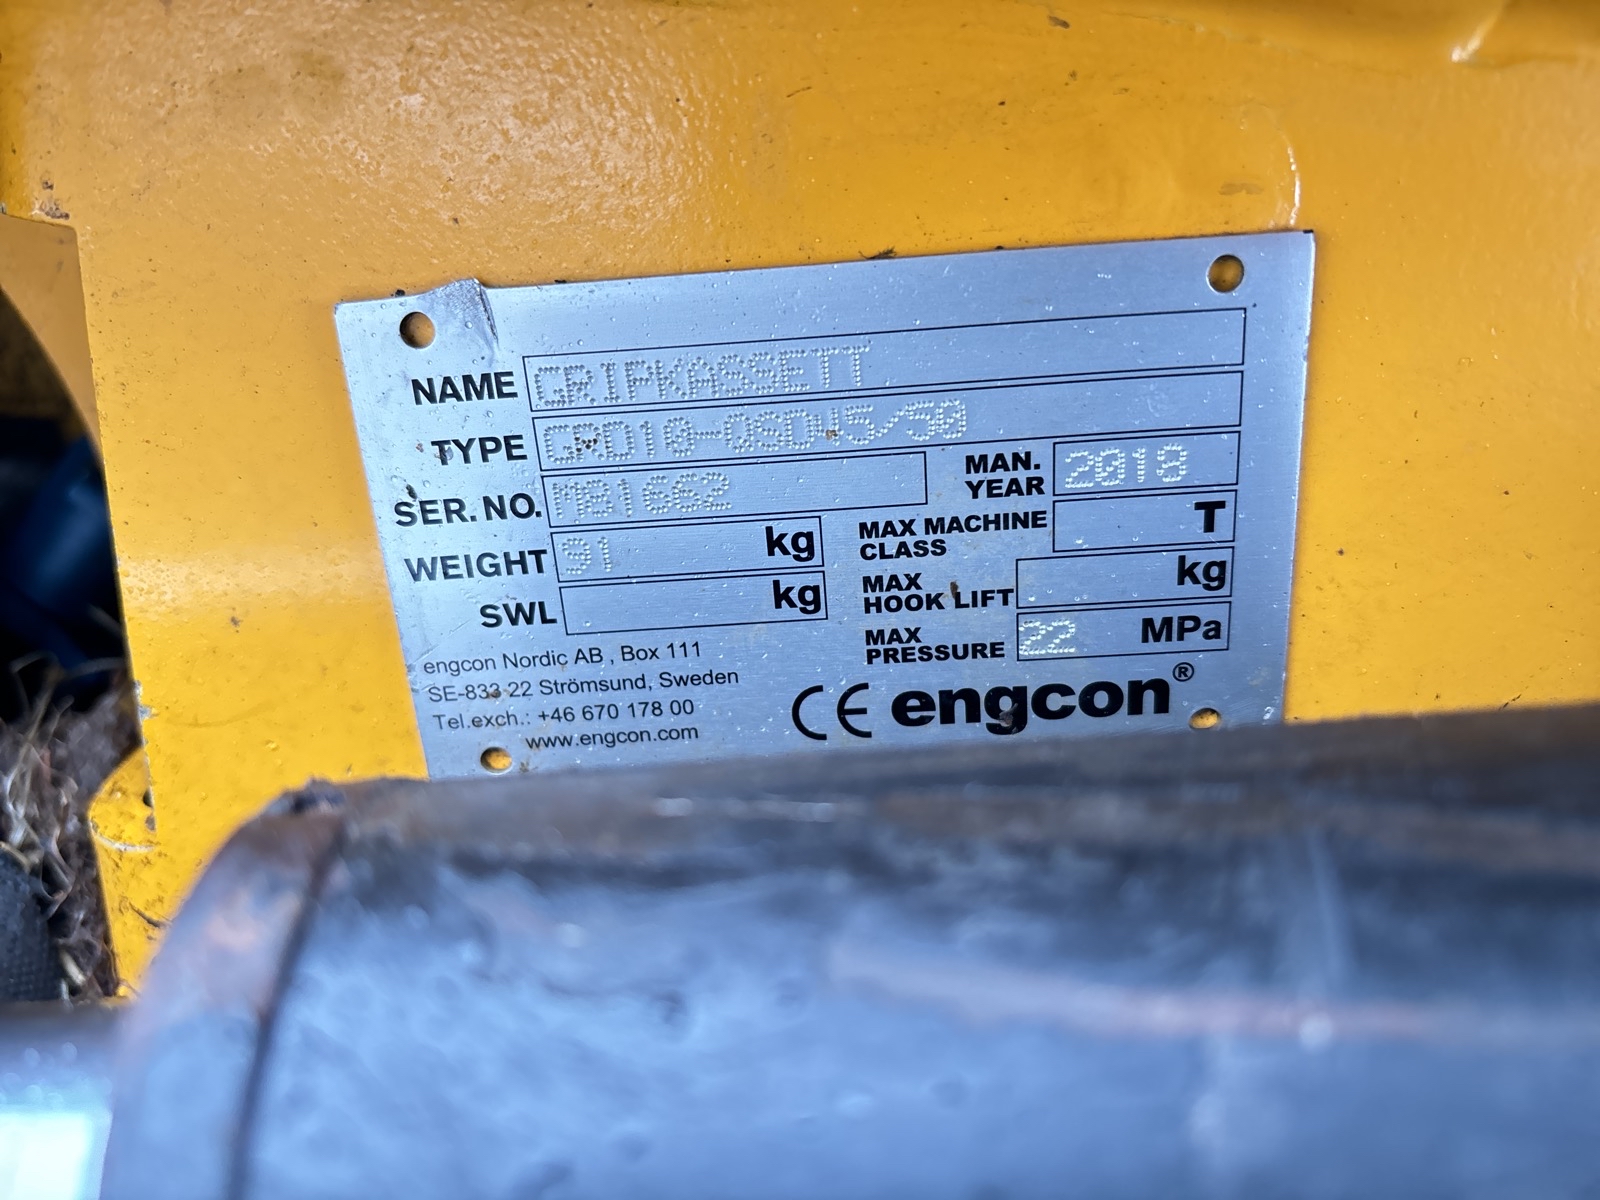 NAME GRIPKASSETT
TYPE GRD10-QSD45/50
SER. NO. M81662
MAN. YEAR 2018
WEIGHT 91 kg
MAX MACHINE CLASS T
SWL kg
MAX HOOK LIFT kg
MAX PRESSURE 22 MPa
engcon Nordic AB , Box 111
SE-833 22 Strömsund, Sweden
Tel.exch.: +46 670 178 00
www.engcon.com
CE engcon®